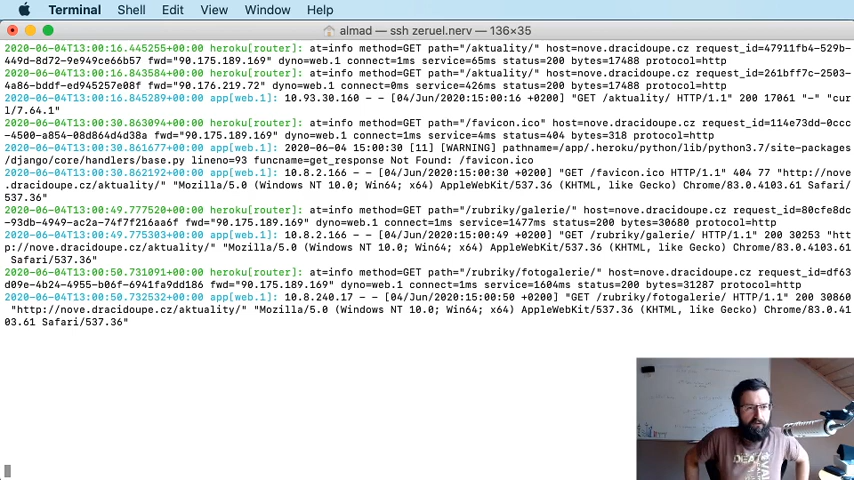 Terminal Shell Edit View Window Help
almad — ssh zeruel.nerv — 136×35
2020-06-04T13:00:16.445255+00:00 heroku[router]: at=info method=GET path="/aktuality/" host=nove.dracidoupe.cz request_id=47911fb4-529b-
449d-8d72-9e949ce66b57 fwd="90.175.189.169" dyno=web.1 connect=1ms service=65ms status=200 bytes=17488 protocol=http
2020-06-04T13:00:16.843584+00:00 heroku[router]: at=info method=GET path="/aktuality/" host=nove.dracidoupe.cz request_id=261bff7c-2503-
4a86-bddf-ed945257e08f fwd="90.176.219.72" dyno=web.1 connect=0ms service=426ms status=200 bytes=17488 protocol=http
2020-06-04T13:00:16.845289+00:00 app[web.1]: 10.93.30.160 - - [04/Jun/2020:15:00:16 +0200] "GET /aktuality/ HTTP/1.1" 200 17061 "-" "cur
l/7.64.1"
2020-06-04T13:00:30.863094+00:00 heroku[router]: at=info method=GET path="/favicon.ico" host=nove.dracidoupe.cz request_id=114e73dd-0ccc
-4500-a854-08d864d4d38a fwd="90.175.189.169" dyno=web.1 connect=1ms service=4ms status=404 bytes=318 protocol=http
2020-06-04T13:00:30.861677+00:00 app[web.1]: 2020-06-04 15:00:30 [11] [WARNING] pathname=/app/.heroku/python/lib/python3.7/site-packages
/django/core/handlers/base.py lineno=93 funcname=get_response Not Found: /favicon.ico
2020-06-04T13:00:30.862192+00:00 app[web.1]: 10.8.2.166 - - [04/Jun/2020:15:00:30 +0200] "GET /favicon.ico HTTP/1.1" 404 77 "http://nove
.dracidoupe.cz/aktuality/" "Mozilla/5.0 (Windows NT 10.0; Win64; x64) AppleWebKit/537.36 (KHTML, like Gecko) Chrome/83.0.4103.61 Safari/
537.36"
2020-06-04T13:00:49.777520+00:00 heroku[router]: at=info method=GET path="/rubriky/galerie/" host=nove.dracidoupe.cz request_id=80cfe8dc
-93db-4949-ac2a-74f7f216aa6f fwd="90.175.189.169" dyno=web.1 connect=1ms service=1477ms status=200 bytes=30680 protocol=http
2020-06-04T13:00:49.775303+00:00 app[web.1]: 10.8.2.166 - - [04/Jun/2020:15:00:49 +0200] "GET /rubriky/galerie/ HTTP/1.1" 200 30253 "htt
p://nove.dracidoupe.cz/aktuality/" "Mozilla/5.0 (Windows NT 10.0; Win64; x64) AppleWebKit/537.36 (KHTML, like Gecko) Chrome/83.0.4103.61
Safari/537.36"
2020-06-04T13:00:50.731091+00:00 heroku[router]: at=info method=GET path="/rubriky/fotogalerie/" host=nove.dracidoupe.cz request_id=df63
d09e-4b24-4955-b06f-6941fa9dd186 fwd="90.175.189.169" dyno=web.1 connect=1ms service=1604ms status=200 bytes=31287 protocol=http
2020-06-04T13:00:50.732532+00:00 app[web.1]: 10.8.240.17 - - [04/Jun/2020:15:00:50 +0200] "GET /rubriky/fotogalerie/ HTTP/1.1" 200 30860
"http://nove.dracidoupe.cz/aktuality/" "Mozilla/5.0 (Windows NT 10.0; Win64; x64) AppleWebKit/537.36 (KHTML, like Gecko) Chrome/83.0.41
03.61 Safari/537.36"